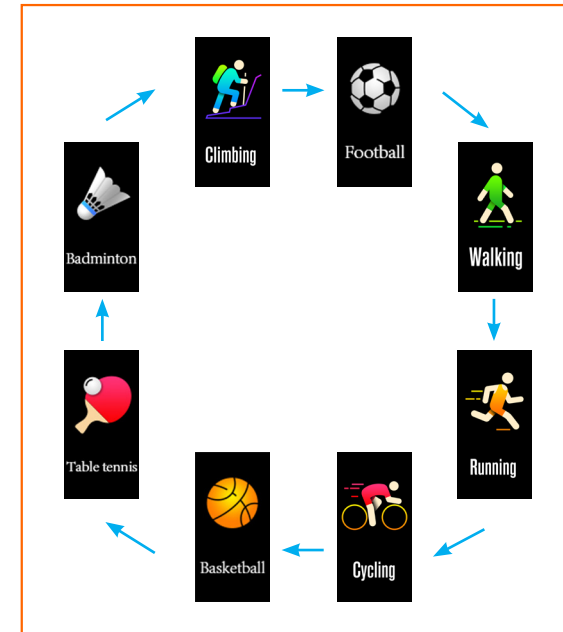 Climbing
Football
Badminton
Walking
Table tennis
Running
Basketball
Cycling